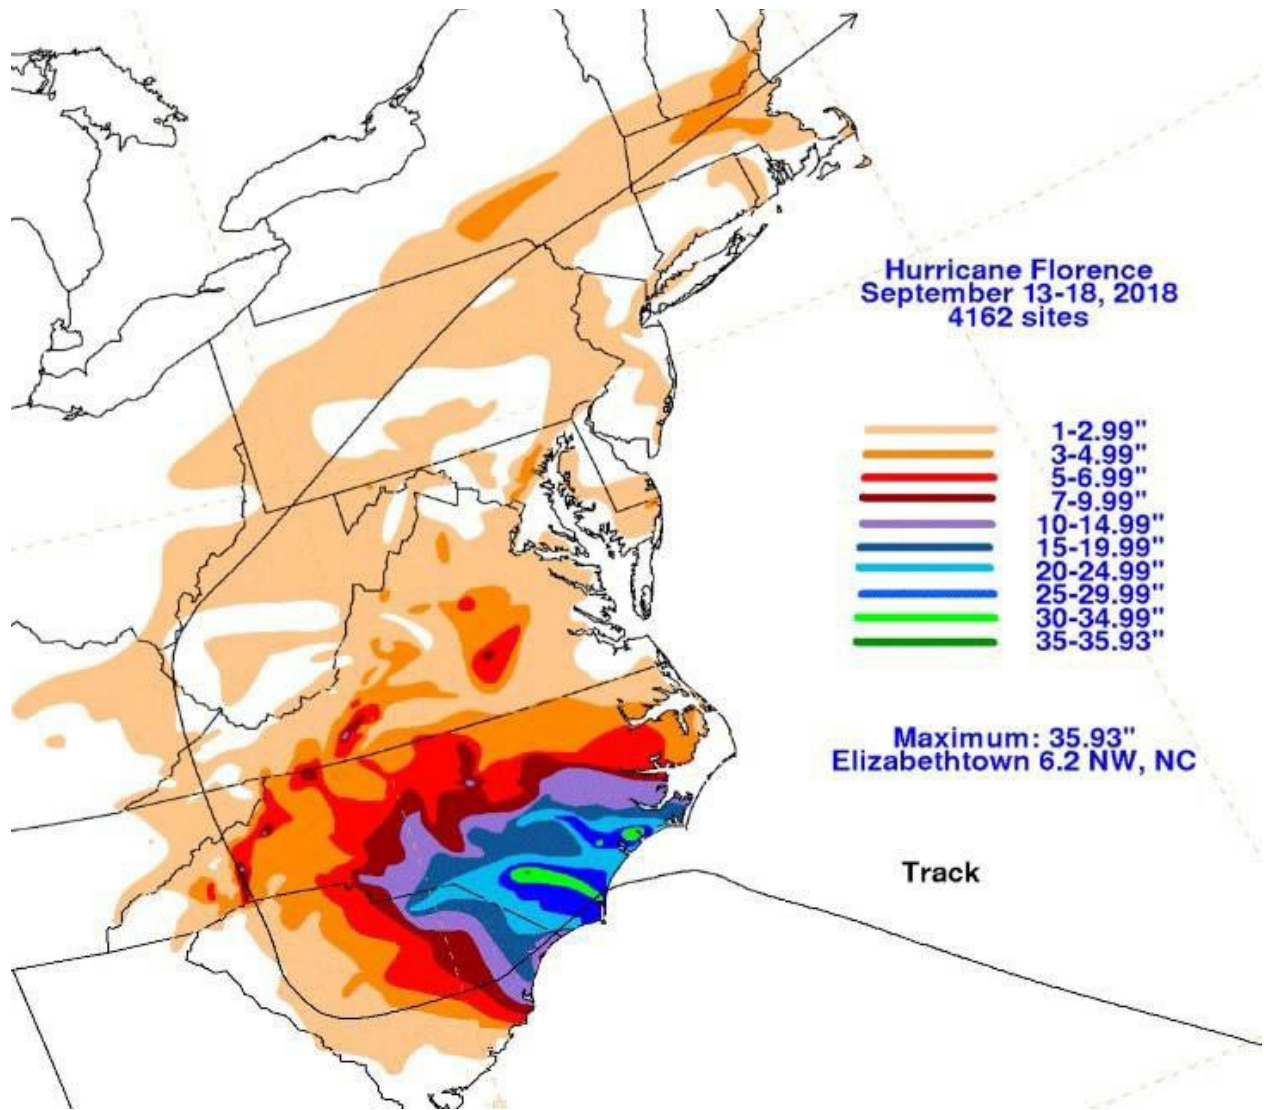 Hurricane Florence
September 13-18, 2018
4162 sites
1-2.99"
3-4.99"
5-6.99"
7-9.99"
10-14.99"
15-19.99"
20-24.99"
25-29.99"
30-34.99"
35-35.93"
Maximum: 35.93"
Elizabethtown 6.2 NW, NC
Track